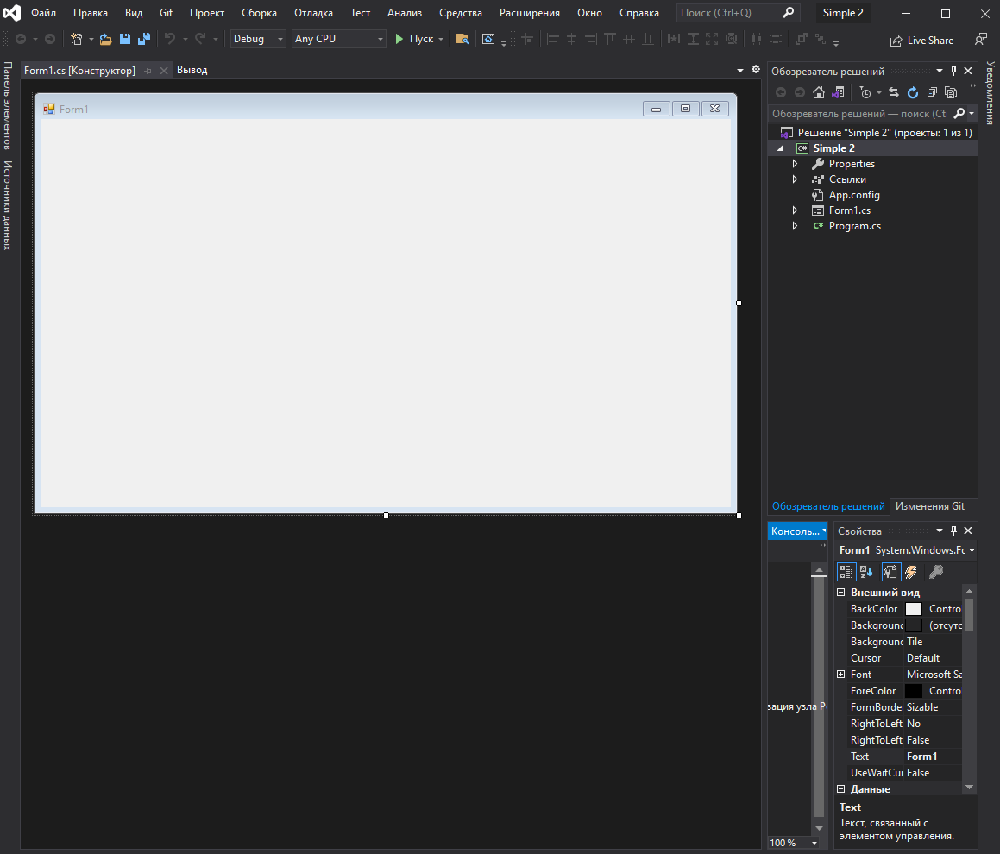 Файл Правка Вид Git Проект Сборка Отладка Тест Анализ Средства Расширения Окно Справка Поиск (Ctrl+Q) Simple 2
Debug Any CPU Пуск Live Share
Панель элементов
Источники данных
Form1.cs [Конструктор] Вывод
Form1
Обозреватель решений
Обозреватель решений — поиск (Ctr
Решение "Simple 2" (проекты: 1 из 1)
C# Simple 2
Properties
Ссылки
App.config
Form1.cs
C# Program.cs
Уведомления
Обозреватель решений Изменения Git
Консоль...
зация узла Po
100 %
Свойства
Form1 System.Windows.Fo
Внешний вид
BackColor Contro
Background (отсутс
Background Tile
Cursor Default
Font Microsoft Sa
ForeColor Contro
FormBorde Sizable
RightToLeft No
RightToLeft False
Text Form1
UseWaitCur False
Данные
Text
Текст, связанный с
элементом управления.